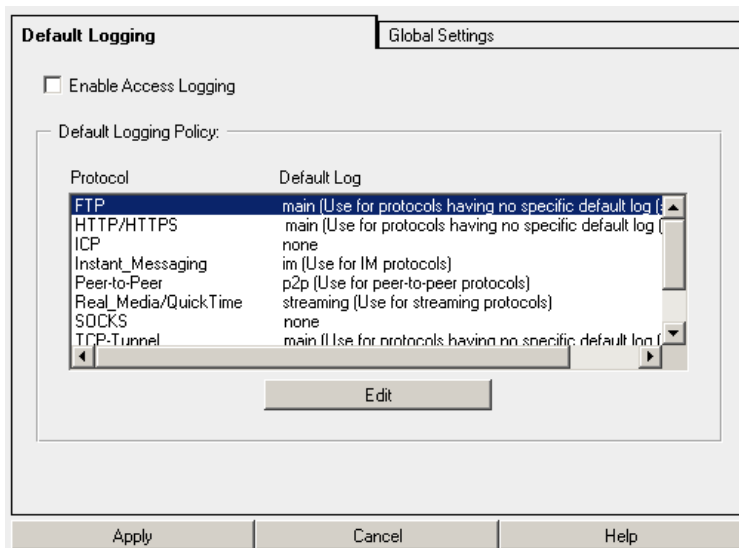 Default Logging
Global Settings
Enable Access Logging
Default Logging Policy:
Protocol Default Log
FTP main (Use for protocols having no specific default log (
HTTP/HTTPS main (Use for protocols having no specific default log (
ICP none
Instant_Messaging im (Use for IM protocols)
Peer-to-Peer p2p (Use for peer-to-peer protocols)
Real_Media/QuickTime streaming (Use for streaming protocols)
SOCKS none
TCP-Tunnel main (Use for protocols having no specific default log (
Edit
Apply Cancel Help